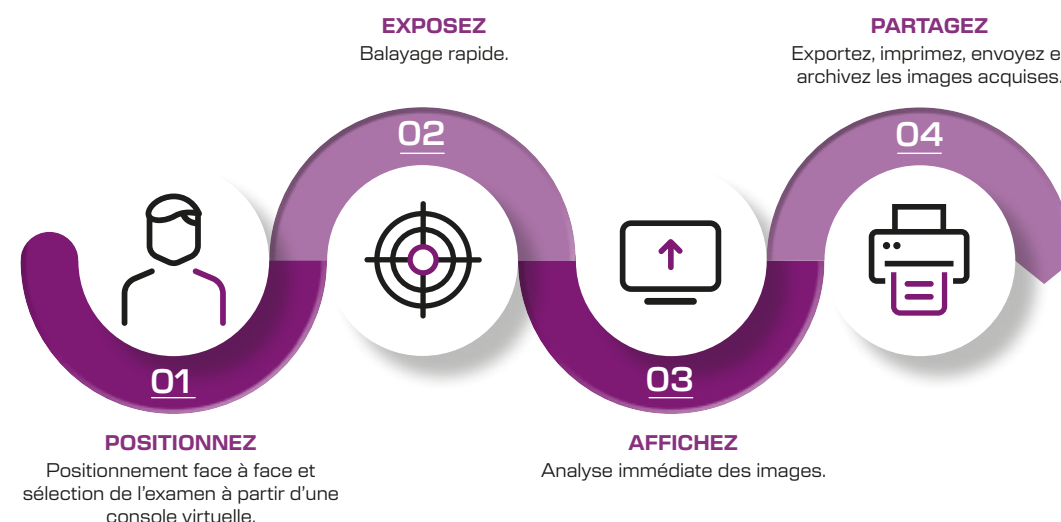 01
POSITIONNEZ
Positionnement face à face et
sélection de l'examen à partir d'une
console virtuelle.
EXPOSEZ
Balayage rapide.
02
03
AFFICHEZ
Analyse immédiate des images.
PARTAGEZ
Exportez, imprimez, envoyez e
archivez les images acquises.
04